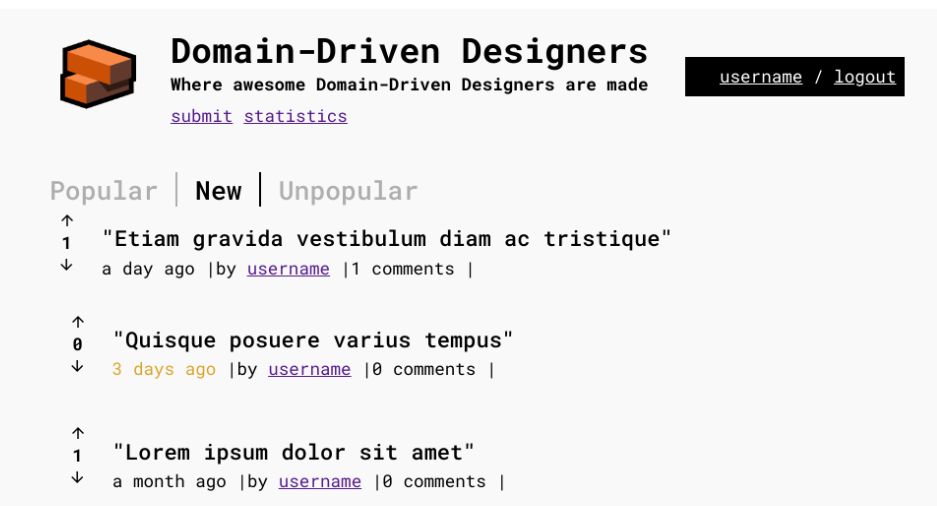 Domain-Driven Designers
Where awesome Domain-Driven Designers are made
username / logout
submit statistics
Popular | New | Unpopular
↑
1
↓
"Etiam gravida vestibulum diam ac tristique"
a day ago |by username |1 comments |
↑
0
↓
"Quisque posuere varius tempus"
3 days ago |by username |0 comments |
↑
1
↓
"Lorem ipsum dolor sit amet"
a month ago |by username |0 comments |